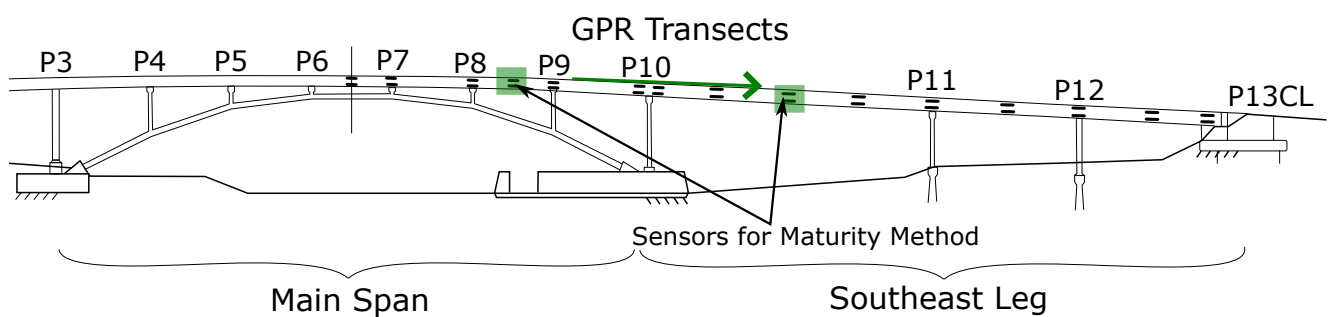 GPR Transects
P3
P4
P5
P6
P7
P8
P9
P10
P11
P12
P13CL
Sensors for Maturity Method
Main Span
Southeast Leg